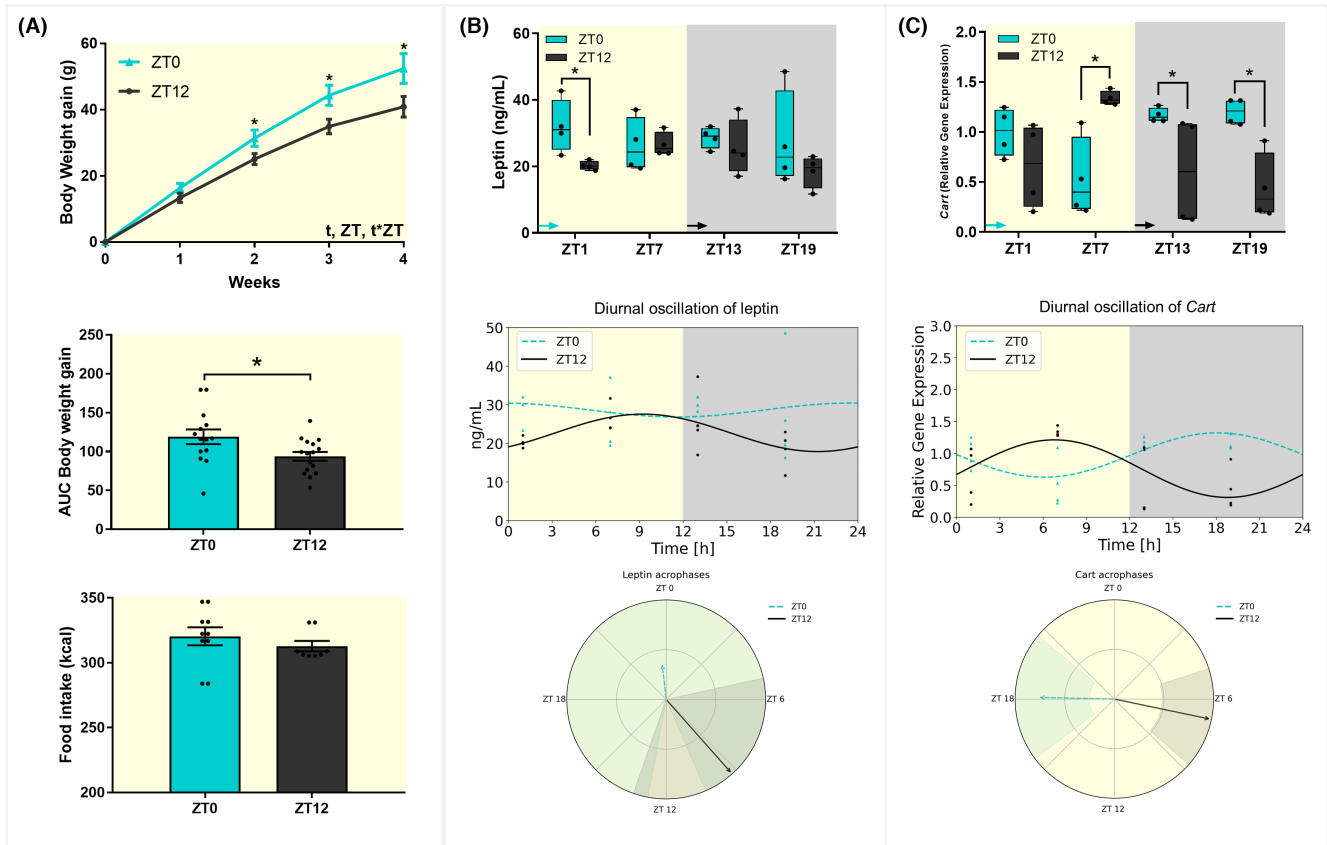 (A)
60
40
20
0
Body Weight gain (g)
ZT0
ZT12
*
*
*
t, ZT, t*ZT
0 1 2 3 4
Weeks
250
200
150
100
50
0
AUC Body weight gain
*
ZT0 ZT12
350
300
250
200
Food intake (kcal)
ZT0 ZT12
(B)
60
40
20
0
Leptin (ng/mL)
ZT0
ZT12
*
ZT1 ZT7 ZT13 ZT19
Diurnal oscillation of leptin
50
40
30
20
10
0
ng/mL
ZT0
ZT12
0 3 6 9 12 15 18 21 24
Time [h]
Leptin acrophases
ZT 0
ZT0
ZT12
ZT 18
ZT 6
ZT 12
(C)
2.0
1.5
1.0
0.5
0.0
Cart (Relative Gene Expression)
ZT0
ZT12
*
*
*
ZT1 ZT7 ZT13 ZT19
Diurnal oscillation of Cart
3.0
2.5
2.0
1.5
1.0
0.5
0.0
Relative Gene Expression
ZT0
ZT12
0 3 6 9 12 15 18 21 24
Time [h]
Cart acrophases
ZT 0
ZT0
ZT12
ZT 18
ZT 6
ZT 12